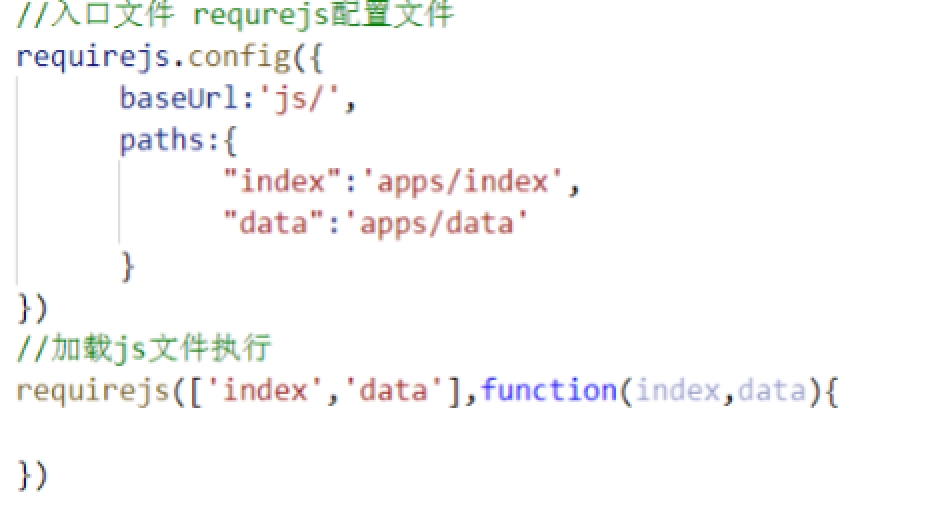 //入口文件 requrejs配置文件
requirejs.config({
baseUrl:'js/',
paths:{
"index":'apps/index',
"data":'apps/data'
}
})
//加载js文件执行
requirejs(['index','data'],function(index,data){
})